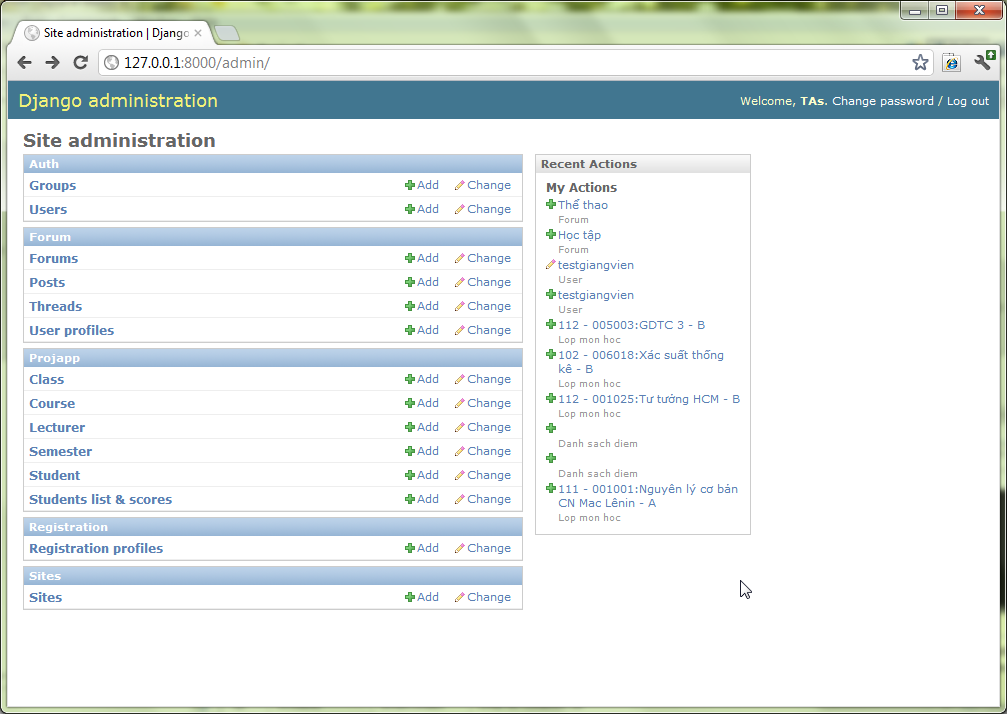 Site administration | Django
127.0.0.1:8000/admin/
Django administration
Welcome, TAs. Change password / Log out
Site administration
Auth
Groups Add Change
Users Add Change
Forum
Forums Add Change
Posts Add Change
Threads Add Change
User profiles Add Change
Projapp
Class Add Change
Course Add Change
Lecturer Add Change
Semester Add Change
Student Add Change
Students list & scores Add Change
Registration
Registration profiles Add Change
Sites
Sites Add Change
Recent Actions
My Actions
Thể thao
Forum
Học tập
Forum
testgiangvien
User
testgiangvien
User
112 - 005003:GDTC 3 - B
Lop mon hoc
102 - 006018:Xác suất thống
kê - B
Lop mon hoc
112 - 001025:Tư tưởng HCM - B
Lop mon hoc
Danh sach diem
Danh sach diem
111 - 001001:Nguyên lý cơ bản
CN Mac Lênin - A
Lop mon hoc